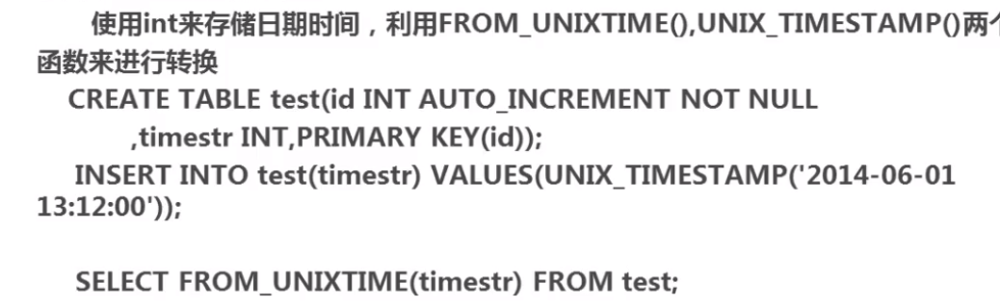 使用int来存储日期时间，利用FROM_UNIXTIME(),UNIX_TIMESTAMP()两个
函数来进行转换
CREATE TABLE test(id INT AUTO_INCREMENT NOT NULL
,timestr INT,PRIMARY KEY(id));
INSERT INTO test(timestr) VALUES(UNIX_TIMESTAMP('2014-06-01
13:12:00'));
SELECT FROM_UNIXTIME(timestr) FROM test;